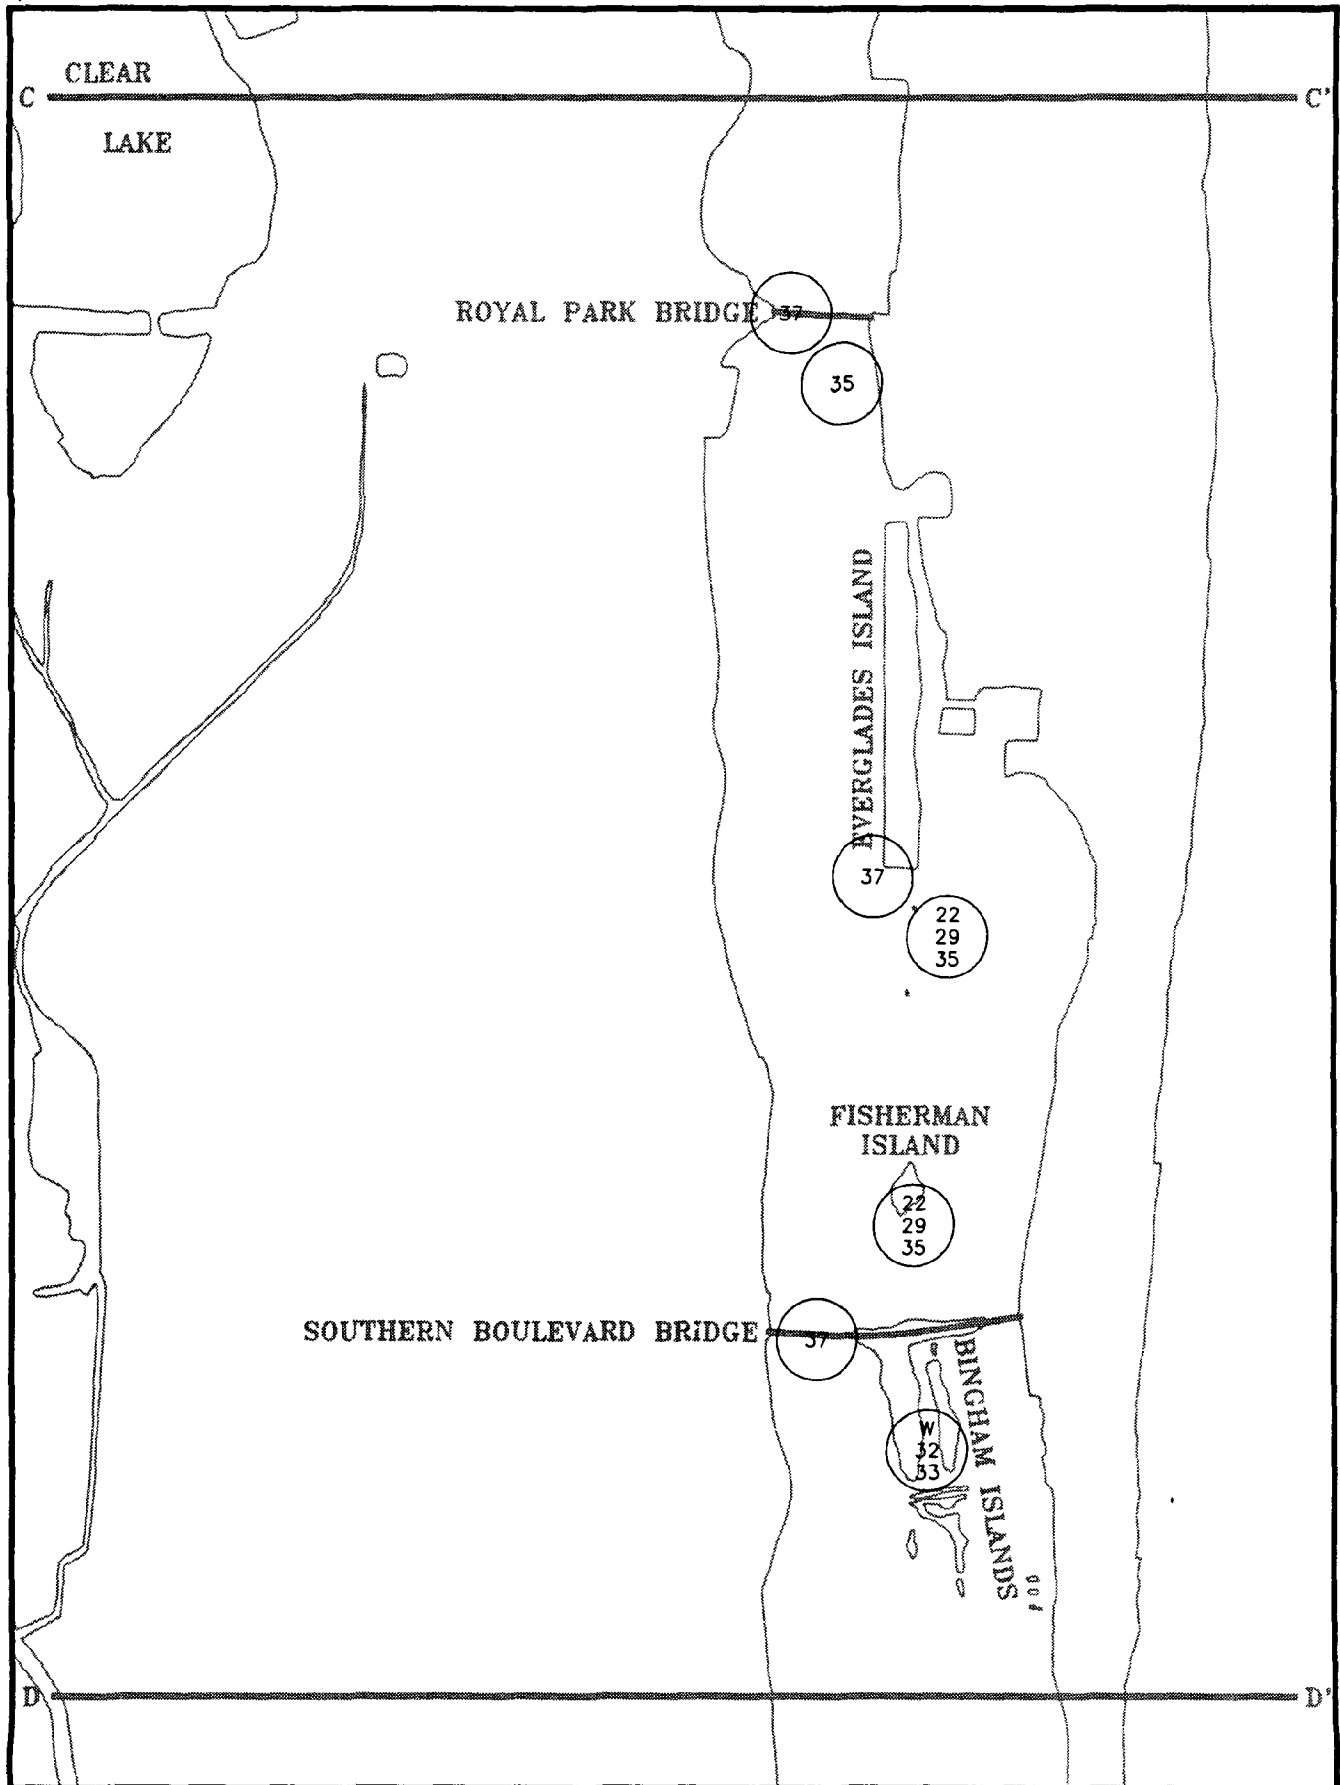 CLEAR
C C'
LAKE
ROYAL PARK BRIDGE 37
35
EVERGLADES ISLAND
37
22
29
35
FISHERMAN
ISLAND
22
29
35
SOUTHERN BOULEVARD BRIDGE 37
BINGHAM ISLANDS
W
32
33
D D'